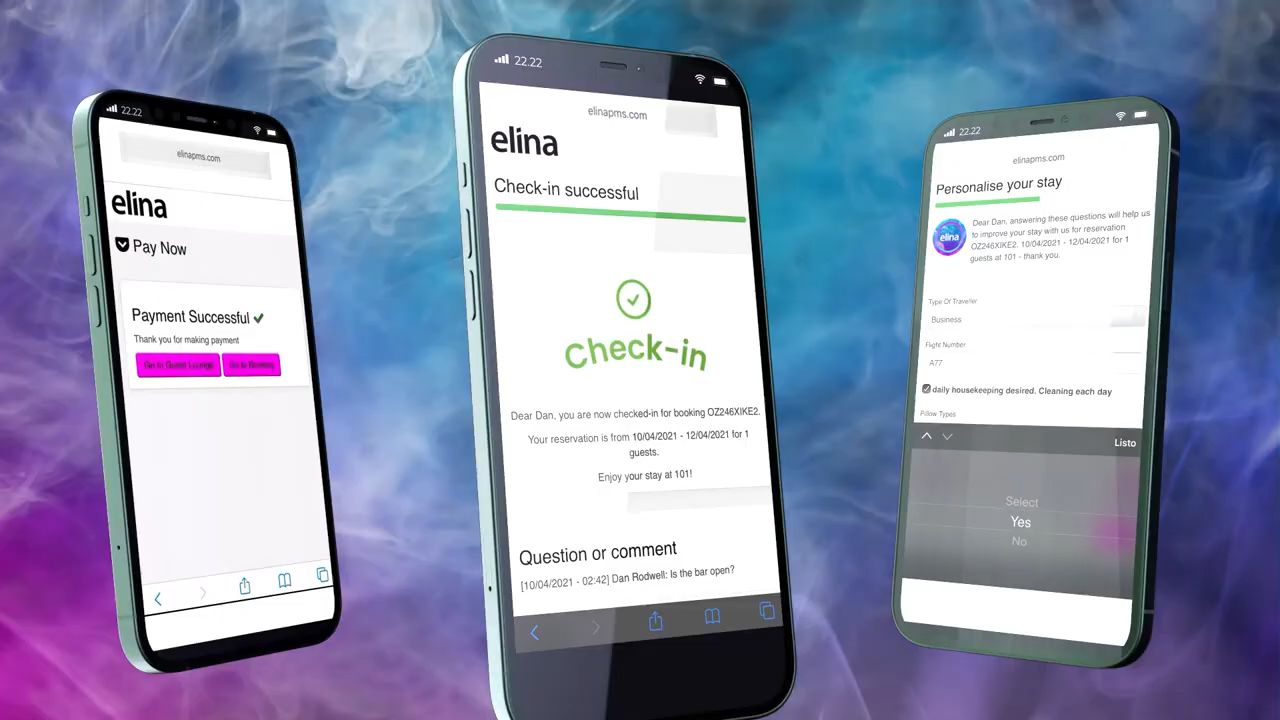 22.22
elinapms.com
elina
Pay Now
Payment Successful
Thank you for making payment
Go to Guest Lounge
Go to Booking
22.22
elinapms.com
elina
Check-in successful
Check-in
Dear Dan, you are now checked-in for booking OZ246XIKE2.
Your reservation is from 10/04/2021 - 12/04/2021 for 1
guests.
Enjoy your stay at 101!
Question or comment
[10/04/2021 - 02:42] Dan Rodwell: Is the bar open?
22.22
elinapms.com
Personalise your stay
elina
Dear Dan, answering these questions will help us
to improve your stay with us for reservation
OZ246XIKE2. 10/04/2021 - 12/04/2021 for 1
guests at 101 - thank you.
Type Of Traveller
Business
Flight Number
A77
daily housekeeping desired. Cleaning each day
Pillow Types
Listo
Select
Yes
No